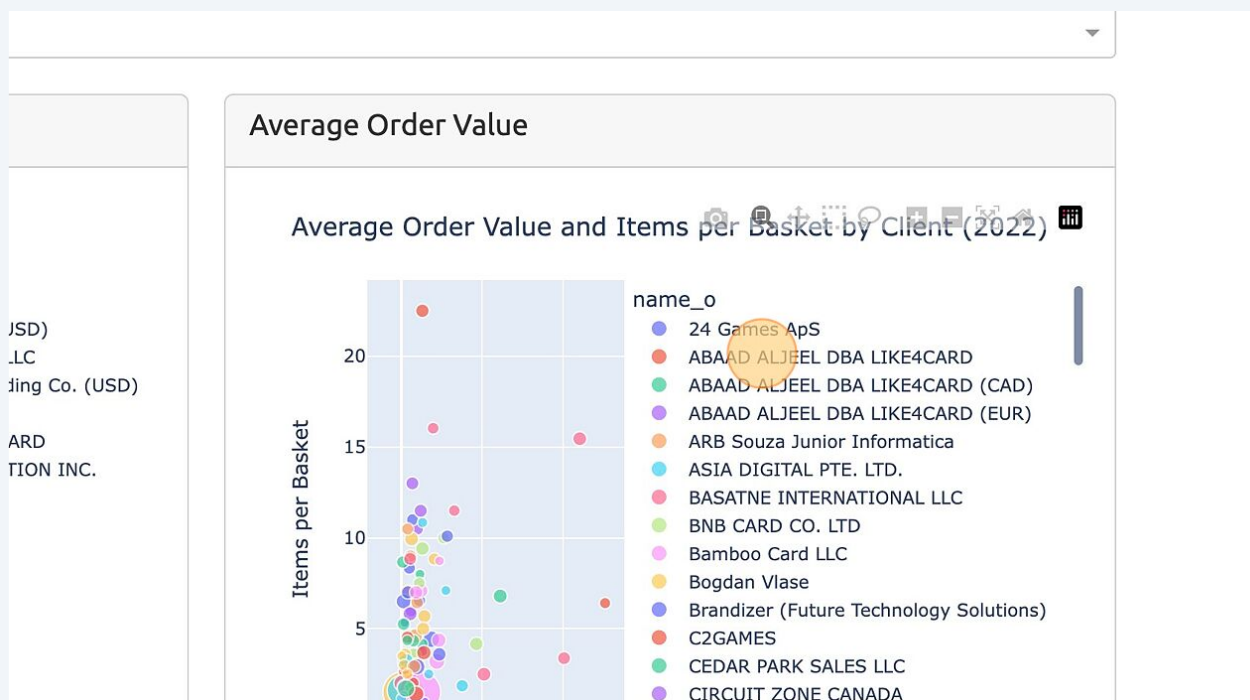 Average Order Value
Average Order Value and Items per Basket by Client (2022)
JSD)
LLC
ding Co. (USD)
ARD
TION INC.
name_o
24 Games ApS
ABAAD ALJEEL DBA LIKE4CARD
ABAAD ALJEEL DBA LIKE4CARD (CAD)
ABAAD ALJEEL DBA LIKE4CARD (EUR)
ARB Souza Junior Informatica
ASIA DIGITAL PTE. LTD.
BASATNE INTERNATIONAL LLC
BNB CARD CO. LTD
Bamboo Card LLC
Bogdan Vlase
Brandizer (Future Technology Solutions)
C2GAMES
CEDAR PARK SALES LLC
CIRCUIT ZONE CANADA
Items per Basket
20
15
10
5